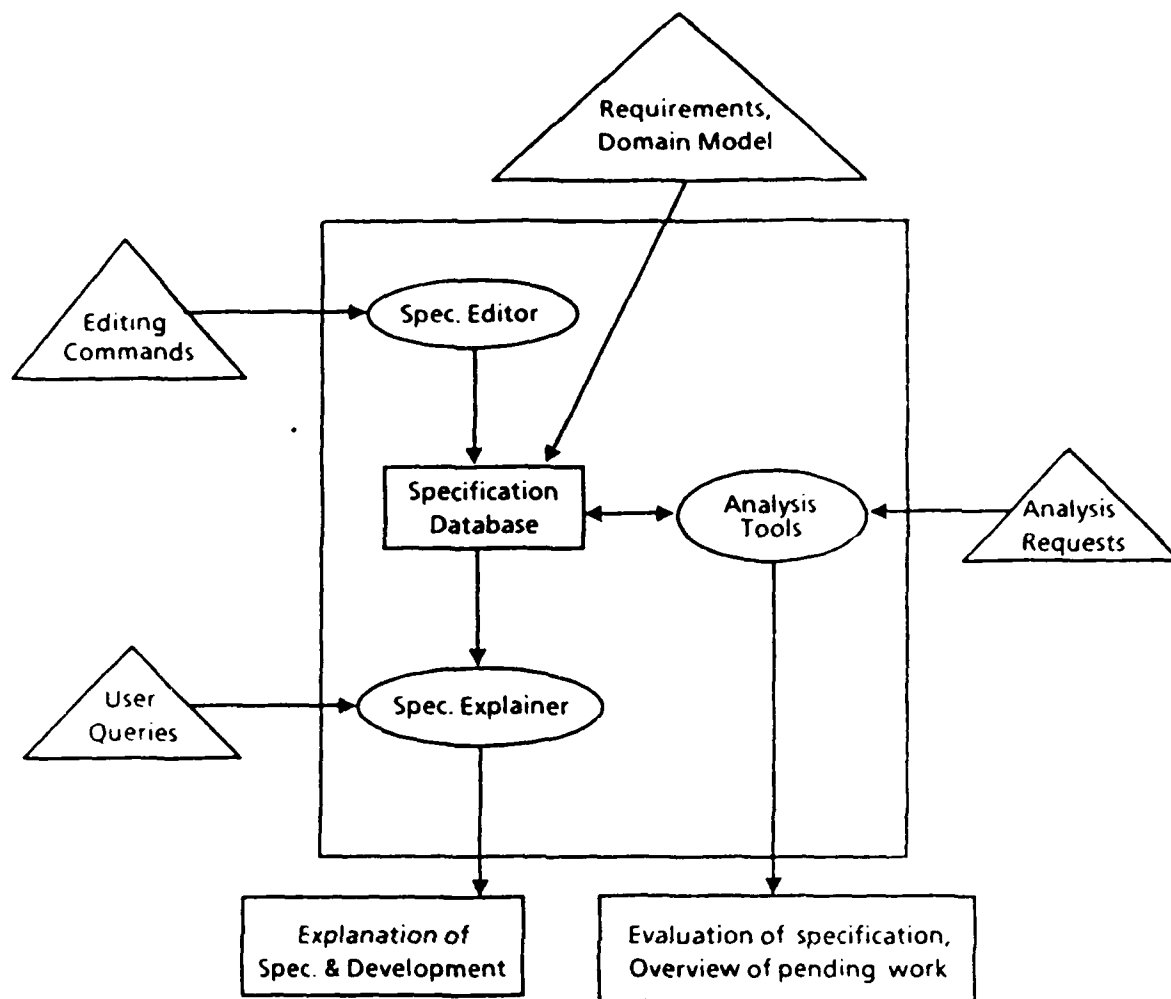 Requirements,
Domain Model
Editing
Commands
Spec. Editor
Specification
Database
Analysis
Tools
Analysis
Requests
User
Queries
Spec. Explainer
Explanation of
Spec. & Development
Evaluation of specification,
Overview of pending work